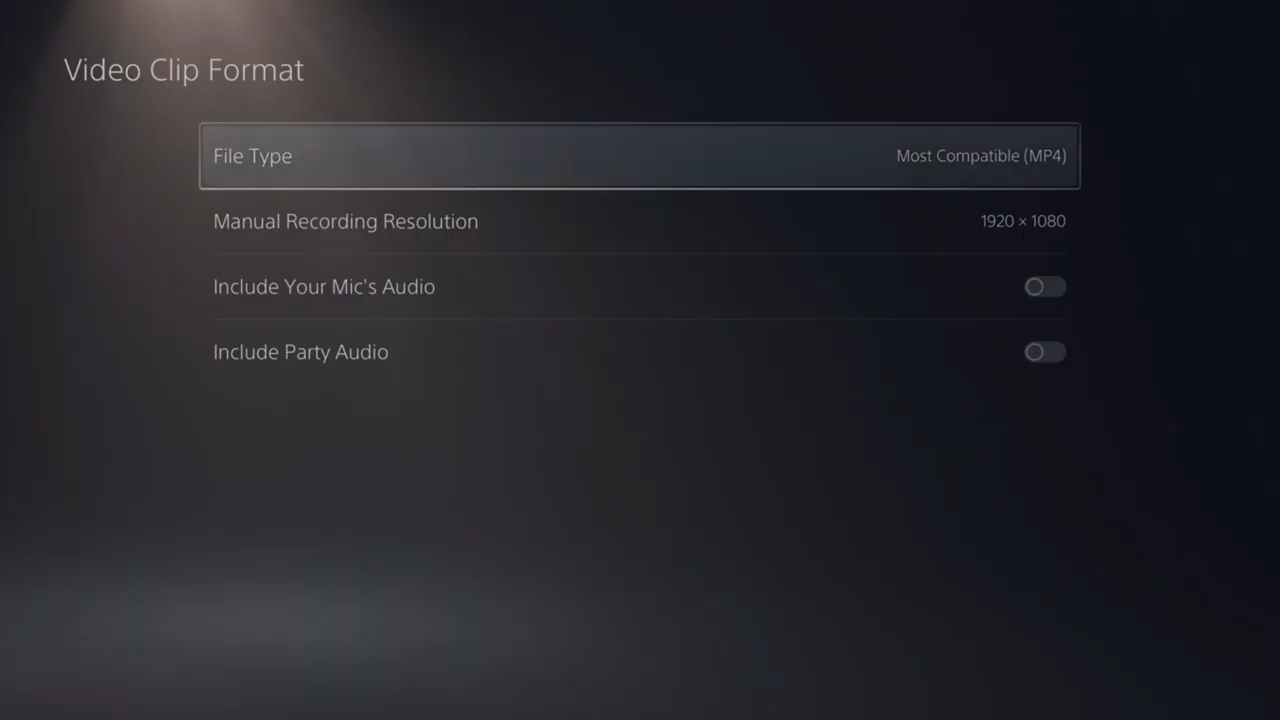 Video Clip Format
File Type
Most Compatible (MP4)
Manual Recording Resolution
1920 × 1080
Include Your Mic's Audio
Include Party Audio